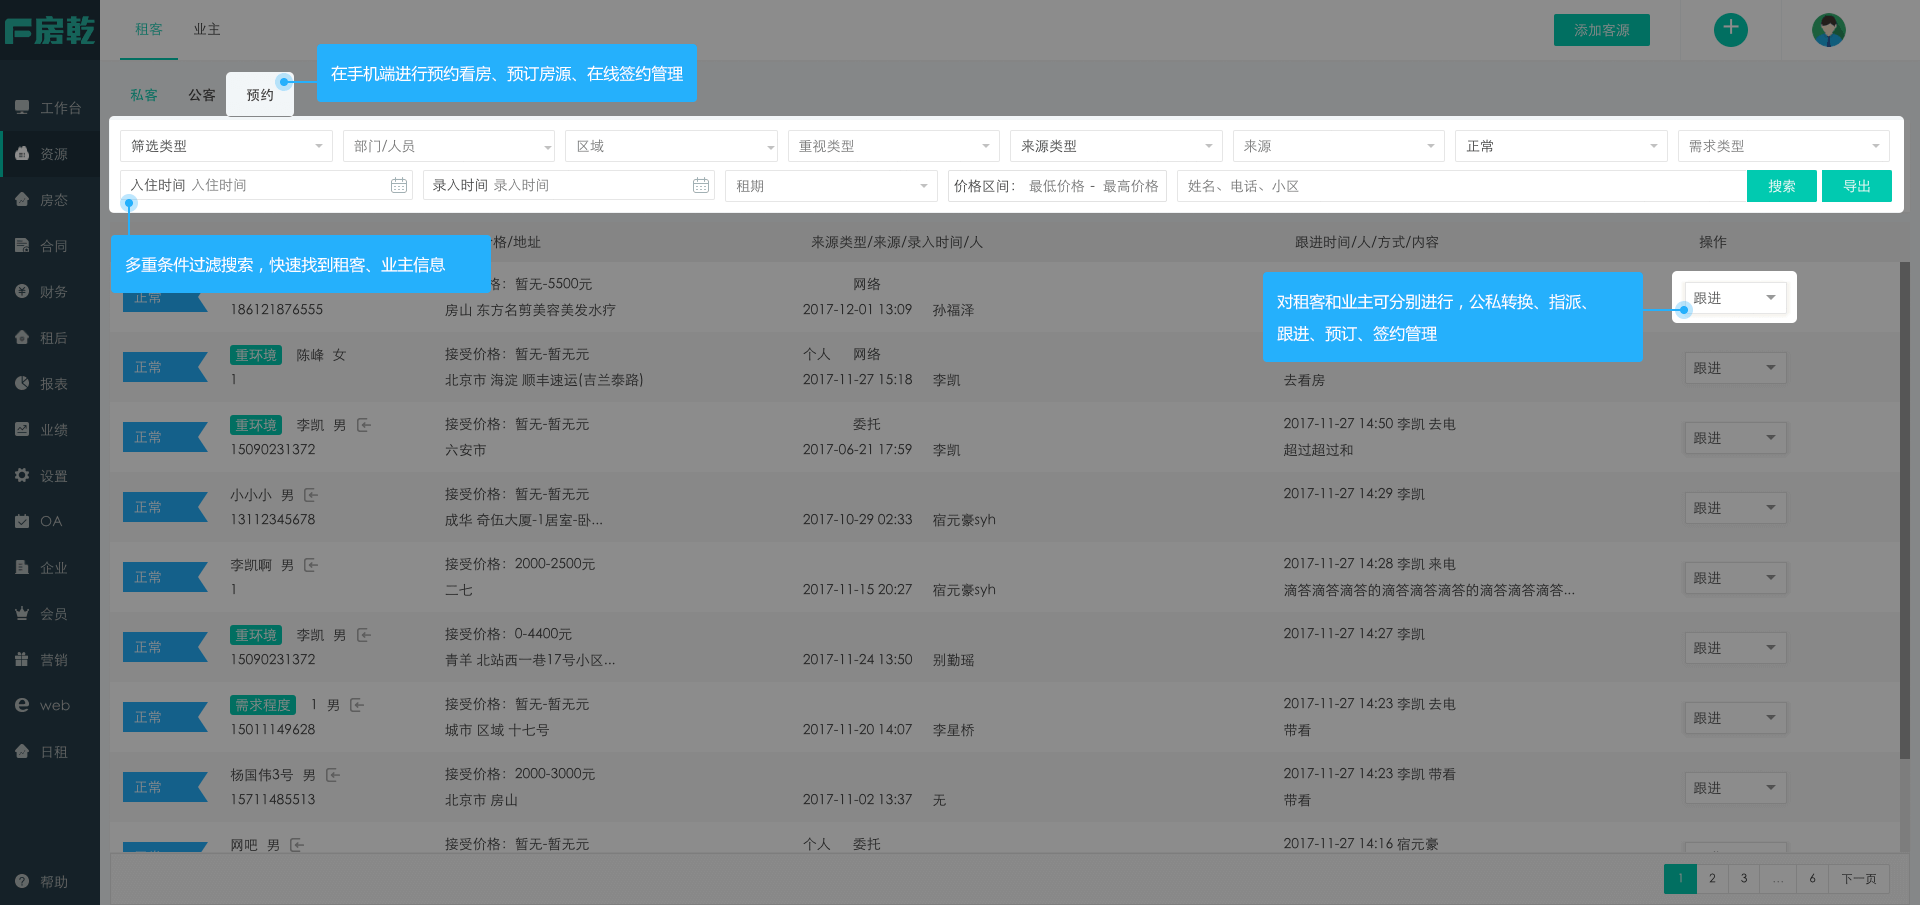 房乾
租客 业主
添加客源
私客 公客 预约
在手机端进行预约看房、预订房源、在线签约管理
工作台
资源
房态
合同
财务
租后
报表
业绩
设置
OA
企业
会员
营销
web
日租
帮助
筛选类型 部门/人员 区域 重视类型 来源类型 来源 正常 需求类型
入住时间 入住时间 录入时间 录入时间 租期 价格区间： 最低价格 - 最高价格 姓名、电话、小区 搜索 导出
多重条件过滤搜索，快速找到租客、业主信息
格/地址 来源类型/来源/录入时间/人 跟进时间/人/方式/内容 操作
对租客和业主可分别进行，公私转换、指派、
跟进、预订、签约管理
正常 格：暂无-5500元 网络 跟进
186121876555 房山 东方名剪美容美发水疗 2017-12-01 13:09 孙福泽
正常 重环境 陈峰 女 接受价格：暂无-暂无元 个人 网络 跟进
1 北京市 海淀 顺丰速运(吉兰泰路) 2017-11-27 15:18 李凯 去看房
正常 重环境 李凯 男 接受价格：暂无-暂无元 委托 2017-11-27 14:50 李凯 去电 跟进
15090231372 六安市 2017-06-21 17:59 李凯 超过超过和
正常 小小小 男 接受价格：暂无-暂无元 2017-11-27 14:29 李凯 跟进
13112345678 成华 奇伍大厦-1居室-卧... 2017-10-29 02:33 宿元豪syh
正常 李凯啊 男 接受价格：2000-2500元 2017-11-27 14:28 李凯 来电 跟进
1 二七 2017-11-15 20:27 宿元豪syh 滴答滴答滴答的滴答滴答滴答的滴答滴答滴答...
正常 重环境 李凯 男 接受价格：0-4400元 2017-11-27 14:27 李凯 跟进
15090231372 青羊 北站西一巷17号小区... 2017-11-24 13:50 别勤瑶
正常 需求程度 1 男 接受价格：暂无-暂无元 2017-11-27 14:23 李凯 去电 跟进
15011149628 城市 区域 十七号 2017-11-20 14:07 李星桥 带看
正常 杨国伟3号 男 接受价格：2000-3000元 2017-11-27 14:23 李凯 带看 跟进
15711485513 北京市 房山 2017-11-02 13:37 无 带看
网吧 男 接受价格：暂无-暂无元 个人 委托 2017-11-27 14:16 宿元豪
1 2 3 ... 6 下一页